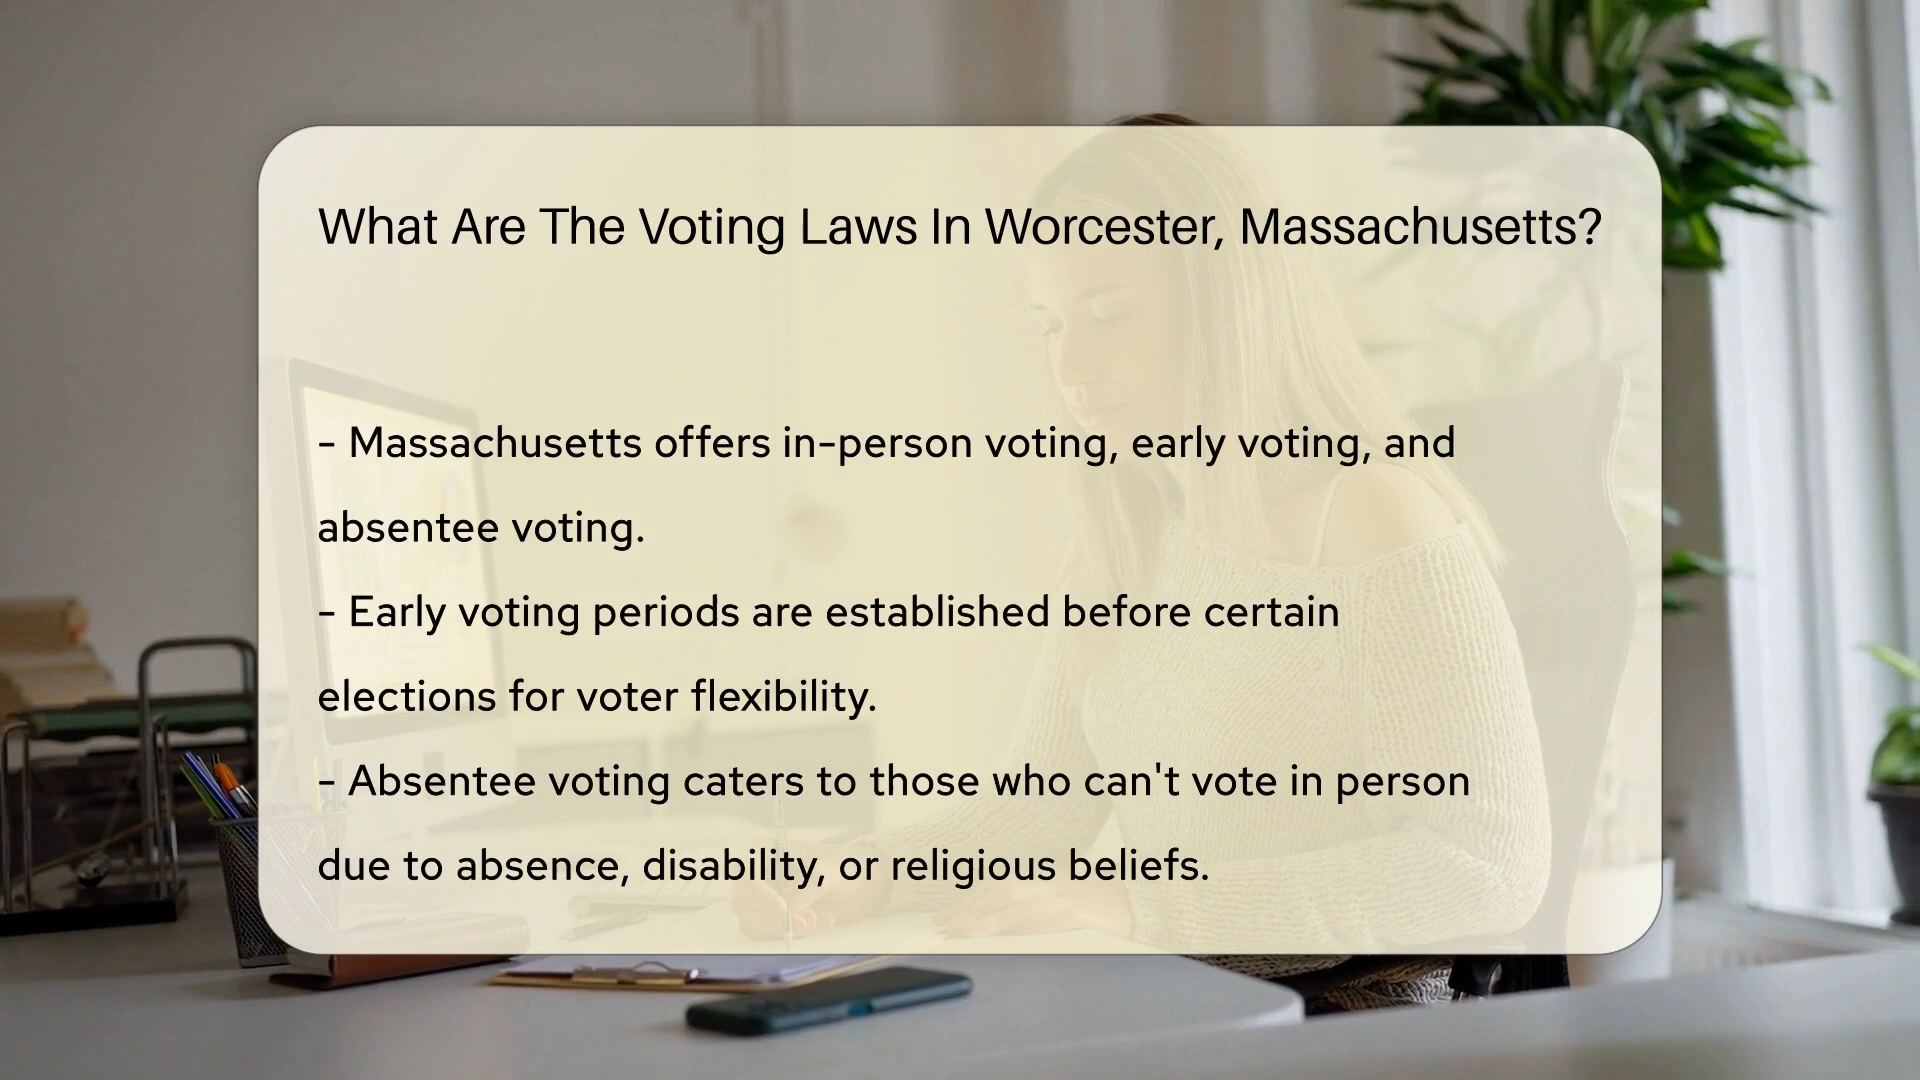 What Are The Voting Laws In Worcester, Massachusetts?
- Massachusetts offers in-person voting, early voting, and
absentee voting.
- Early voting periods are established before certain
elections for voter flexibility.
- Absentee voting caters to those who can't vote in person
due to absence, disability, or religious beliefs.